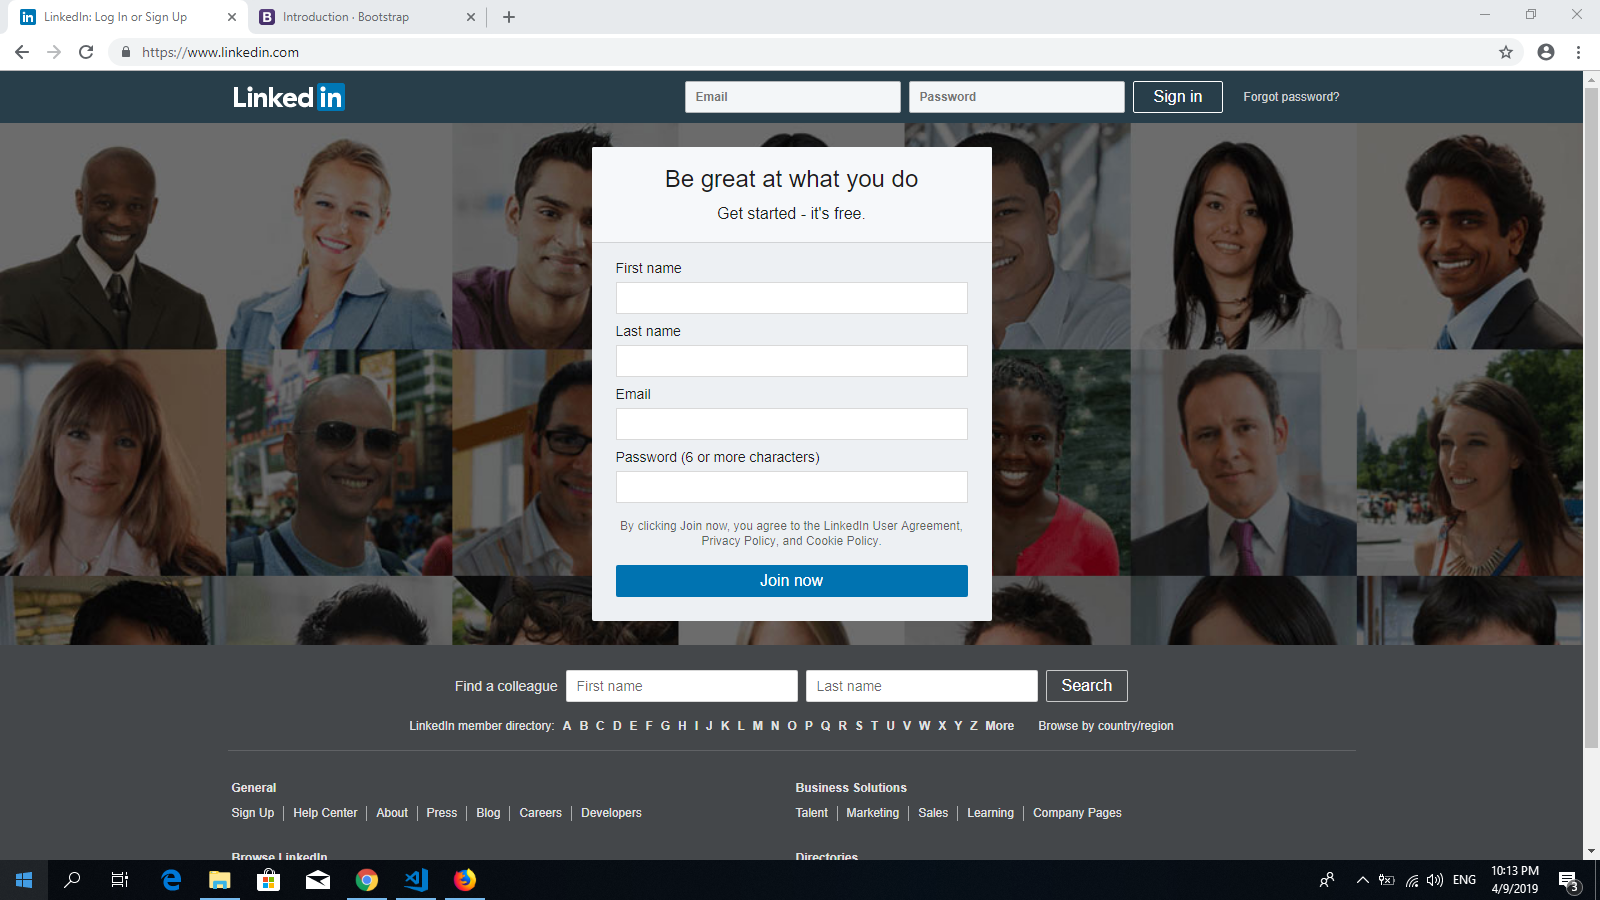 LinkedIn: Log In or Sign Up
Introduction · Bootstrap
https://www.linkedin.com
Linked in
Email
Password
Sign in
Forgot password?
Be great at what you do
Get started - it's free.
First name
Last name
Email
Password (6 or more characters)
By clicking Join now, you agree to the LinkedIn User Agreement,
Privacy Policy, and Cookie Policy.
Join now
Find a colleague
First name
Last name
Search
LinkedIn member directory: A B C D E F G H I J K L M N O P Q R S T U V W X Y Z More Browse by country/region
General
Sign Up Help Center About Press Blog Careers Developers
Business Solutions
Talent Marketing Sales Learning Company Pages
Browse LinkedIn
Directories
ENG
10:13 PM
4/9/2019
3